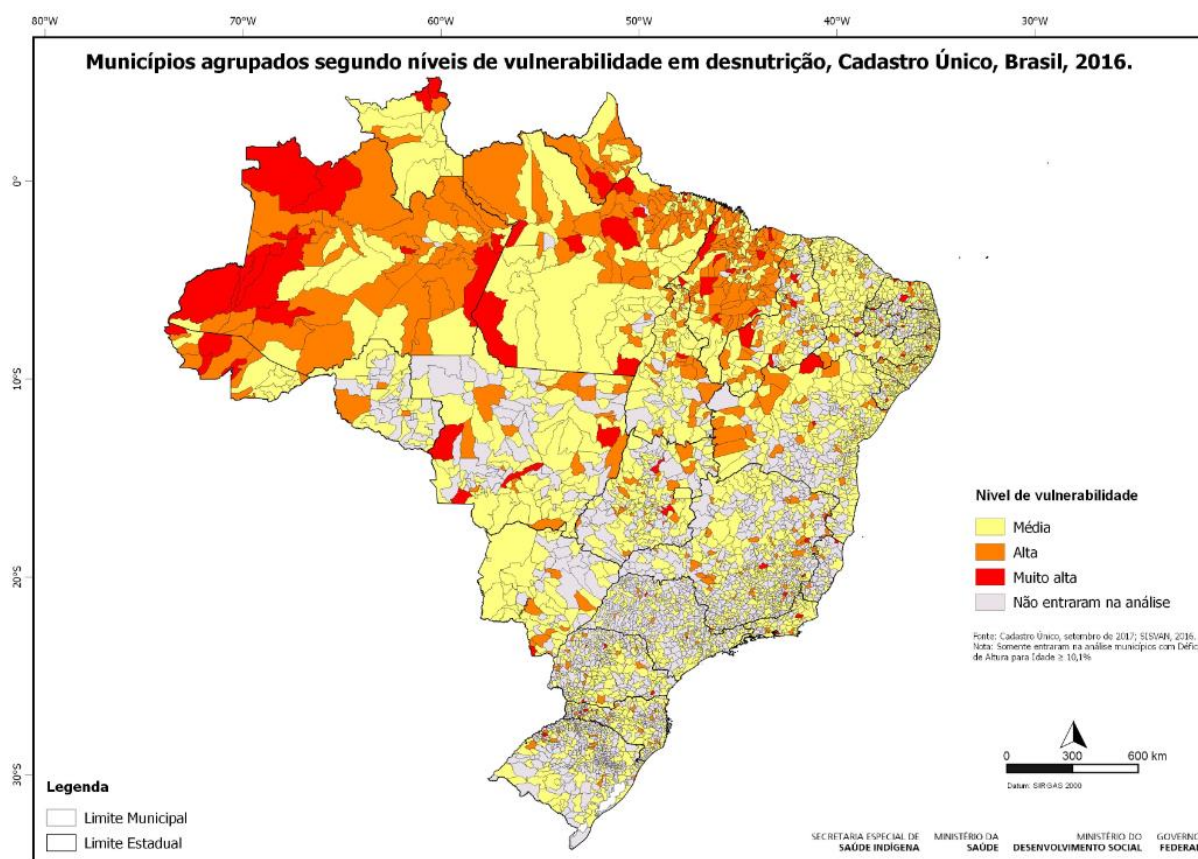 80°W 70°W 60°W 50°W 40°W 30°W
Municípios agrupados segundo níveis de vulnerabilidade em desnutrição, Cadastro Único, Brasil, 2016.
0°
10°S
20°S
30°S
Nível de vulnerabilidade
Média
Alta
Muito alta
Não entraram na análise
Fonte: Cadastro Único, setembro de 2017; SISVAN, 2016.
Nota: Somente entraram na análise municípios com Défic
de Altura para Idade ≥ 10,1%
0 300 600 km
Datum: SIRGAS 2000
Legenda
Limite Municipal
Limite Estadual
SECRETARIA ESPECIAL DE MINISTÉRIO DA MINISTÉRIO DO GOVERNO
SAÚDE INDÍGENA SAÚDE DESENVOLVIMENTO SOCIAL FEDERAL